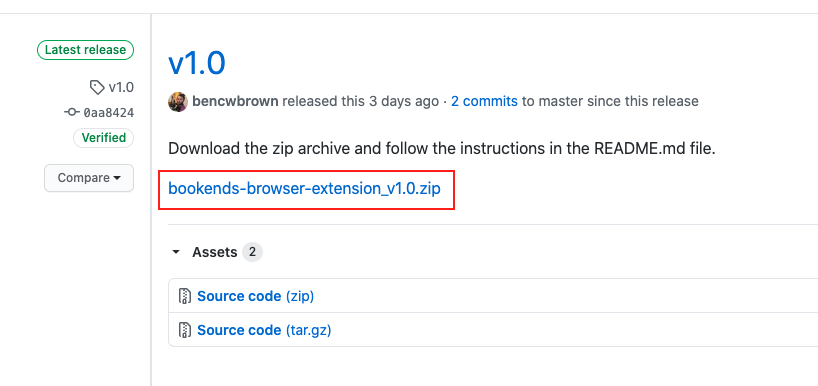 Latest release
v1.0
0aa8424
Verified
Compare
v1.0
bencwbrown released this 3 days ago · 2 commits to master since this release
Download the zip archive and follow the instructions in the README.md file.
bookends-browser-extension_v1.0.zip
Assets 2
Source code (zip)
Source code (tar.gz)